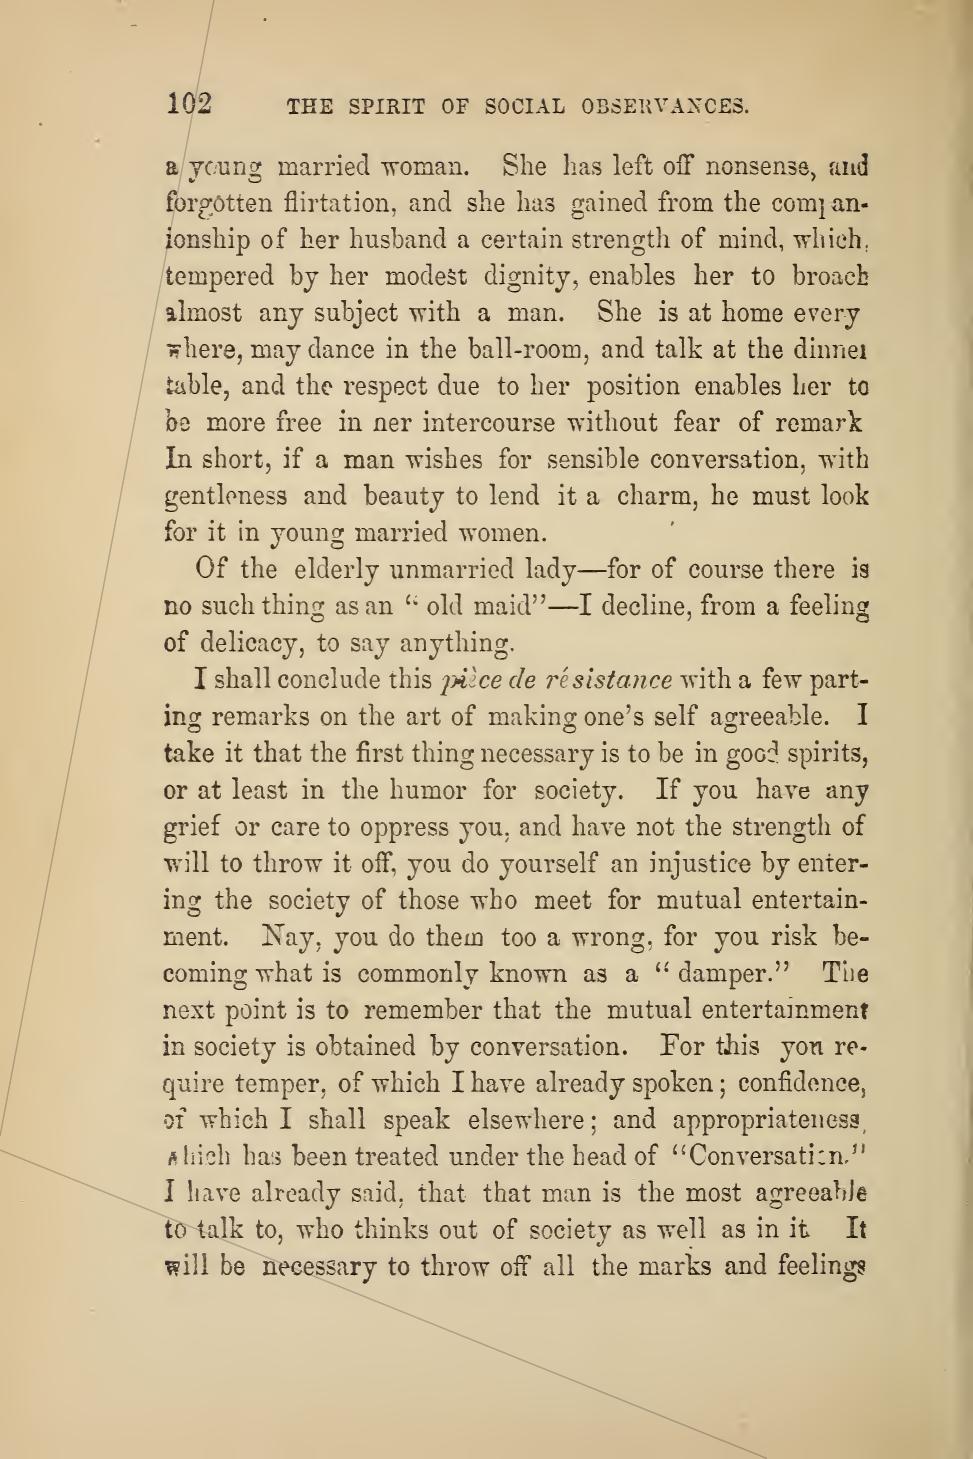 102 THE SPIRIT OF SOCIAL OBSERVANCES.
a young married woman. She has left off nonsense, and
forgotten flirtation, and she has gained from the compan-
ionship of her husband a certain strength of mind, which,
tempered by her modest dignity, enables her to broach
almost any subject with a man. She is at home every
where, may dance in the ball-room, and talk at the dinner
table, and the respect due to her position enables her to
be more free in her intercourse without fear of remark
In short, if a man wishes for sensible conversation, with
gentleness and beauty to lend it a charm, he must look
for it in young married women.
Of the elderly unmarried lady—for of course there is
no such thing as an “ old maid”—I decline, from a feeling
of delicacy, to say anything.
I shall conclude this pièce de résistance with a few part-
ing remarks on the art of making one’s self agreeable. I
take it that the first thing necessary is to be in good spirits,
or at least in the humor for society. If you have any
grief or care to oppress you, and have not the strength of
will to throw it off, you do yourself an injustice by enter-
ing the society of those who meet for mutual entertain-
ment. Nay, you do them too a wrong, for you risk be-
coming what is commonly known as a “ damper.” The
next point is to remember that the mutual entertainment
in society is obtained by conversation. For this you re-
quire temper, of which I have already spoken; confidence,
of which I shall speak elsewhere; and appropriateness,
which has been treated under the head of “Conversation.”
I have already said, that that man is the most agreeable
to talk to, who thinks out of society as well as in it It
will be necessary to throw off all the marks and feelings